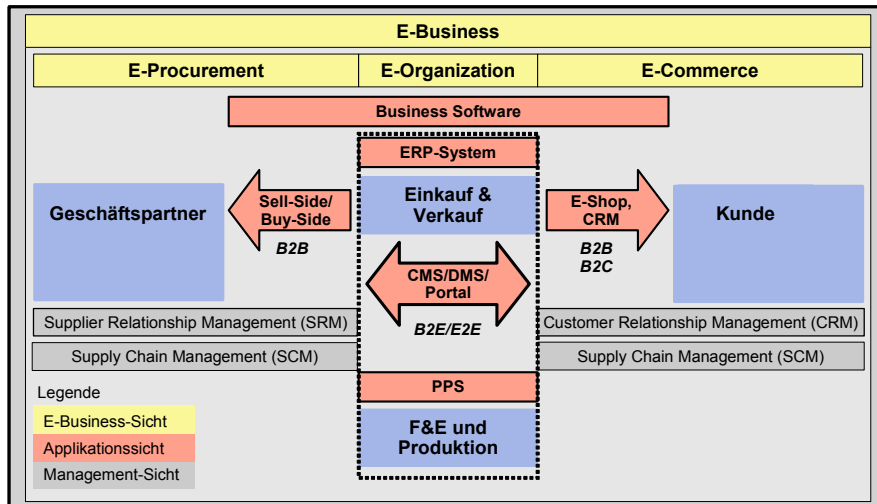 E-Business
E-Procurement
E-Organization
E-Commerce
Business Software
ERP-System
Geschäftspartner
Sell-Side/
Buy-Side
B2B
Einkauf &
Verkauf
E-Shop,
CRM
B2B
B2C
Kunde
CMS/DMS/
Portal
B2E/E2E
Supplier Relationship Management (SRM)
Customer Relationship Management (CRM)
Supply Chain Management (SCM)
Supply Chain Management (SCM)
PPS
F&E und
Produktion
Legende
E-Business-Sicht
Applikationssicht
Management-Sicht